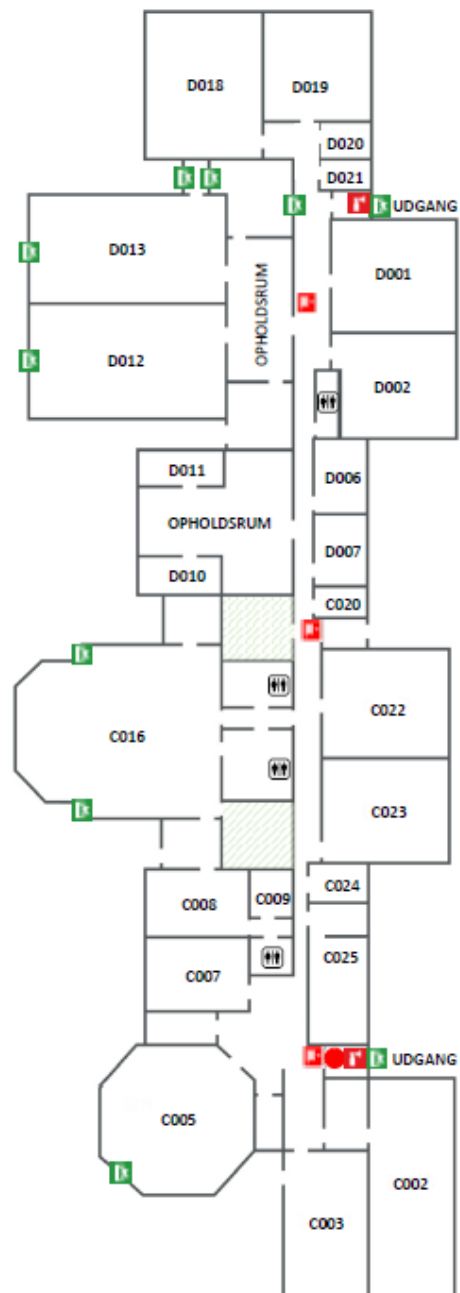 D018
D019
D020
D021
UDGANG
D013
D001
OPHOLDSRUM
D012
D002
D011
D006
OPHOLDSRUM
D007
D010
C020
C022
C016
C023
C024
C009
C008
C025
C007
UDGANG
C005
C002
C003